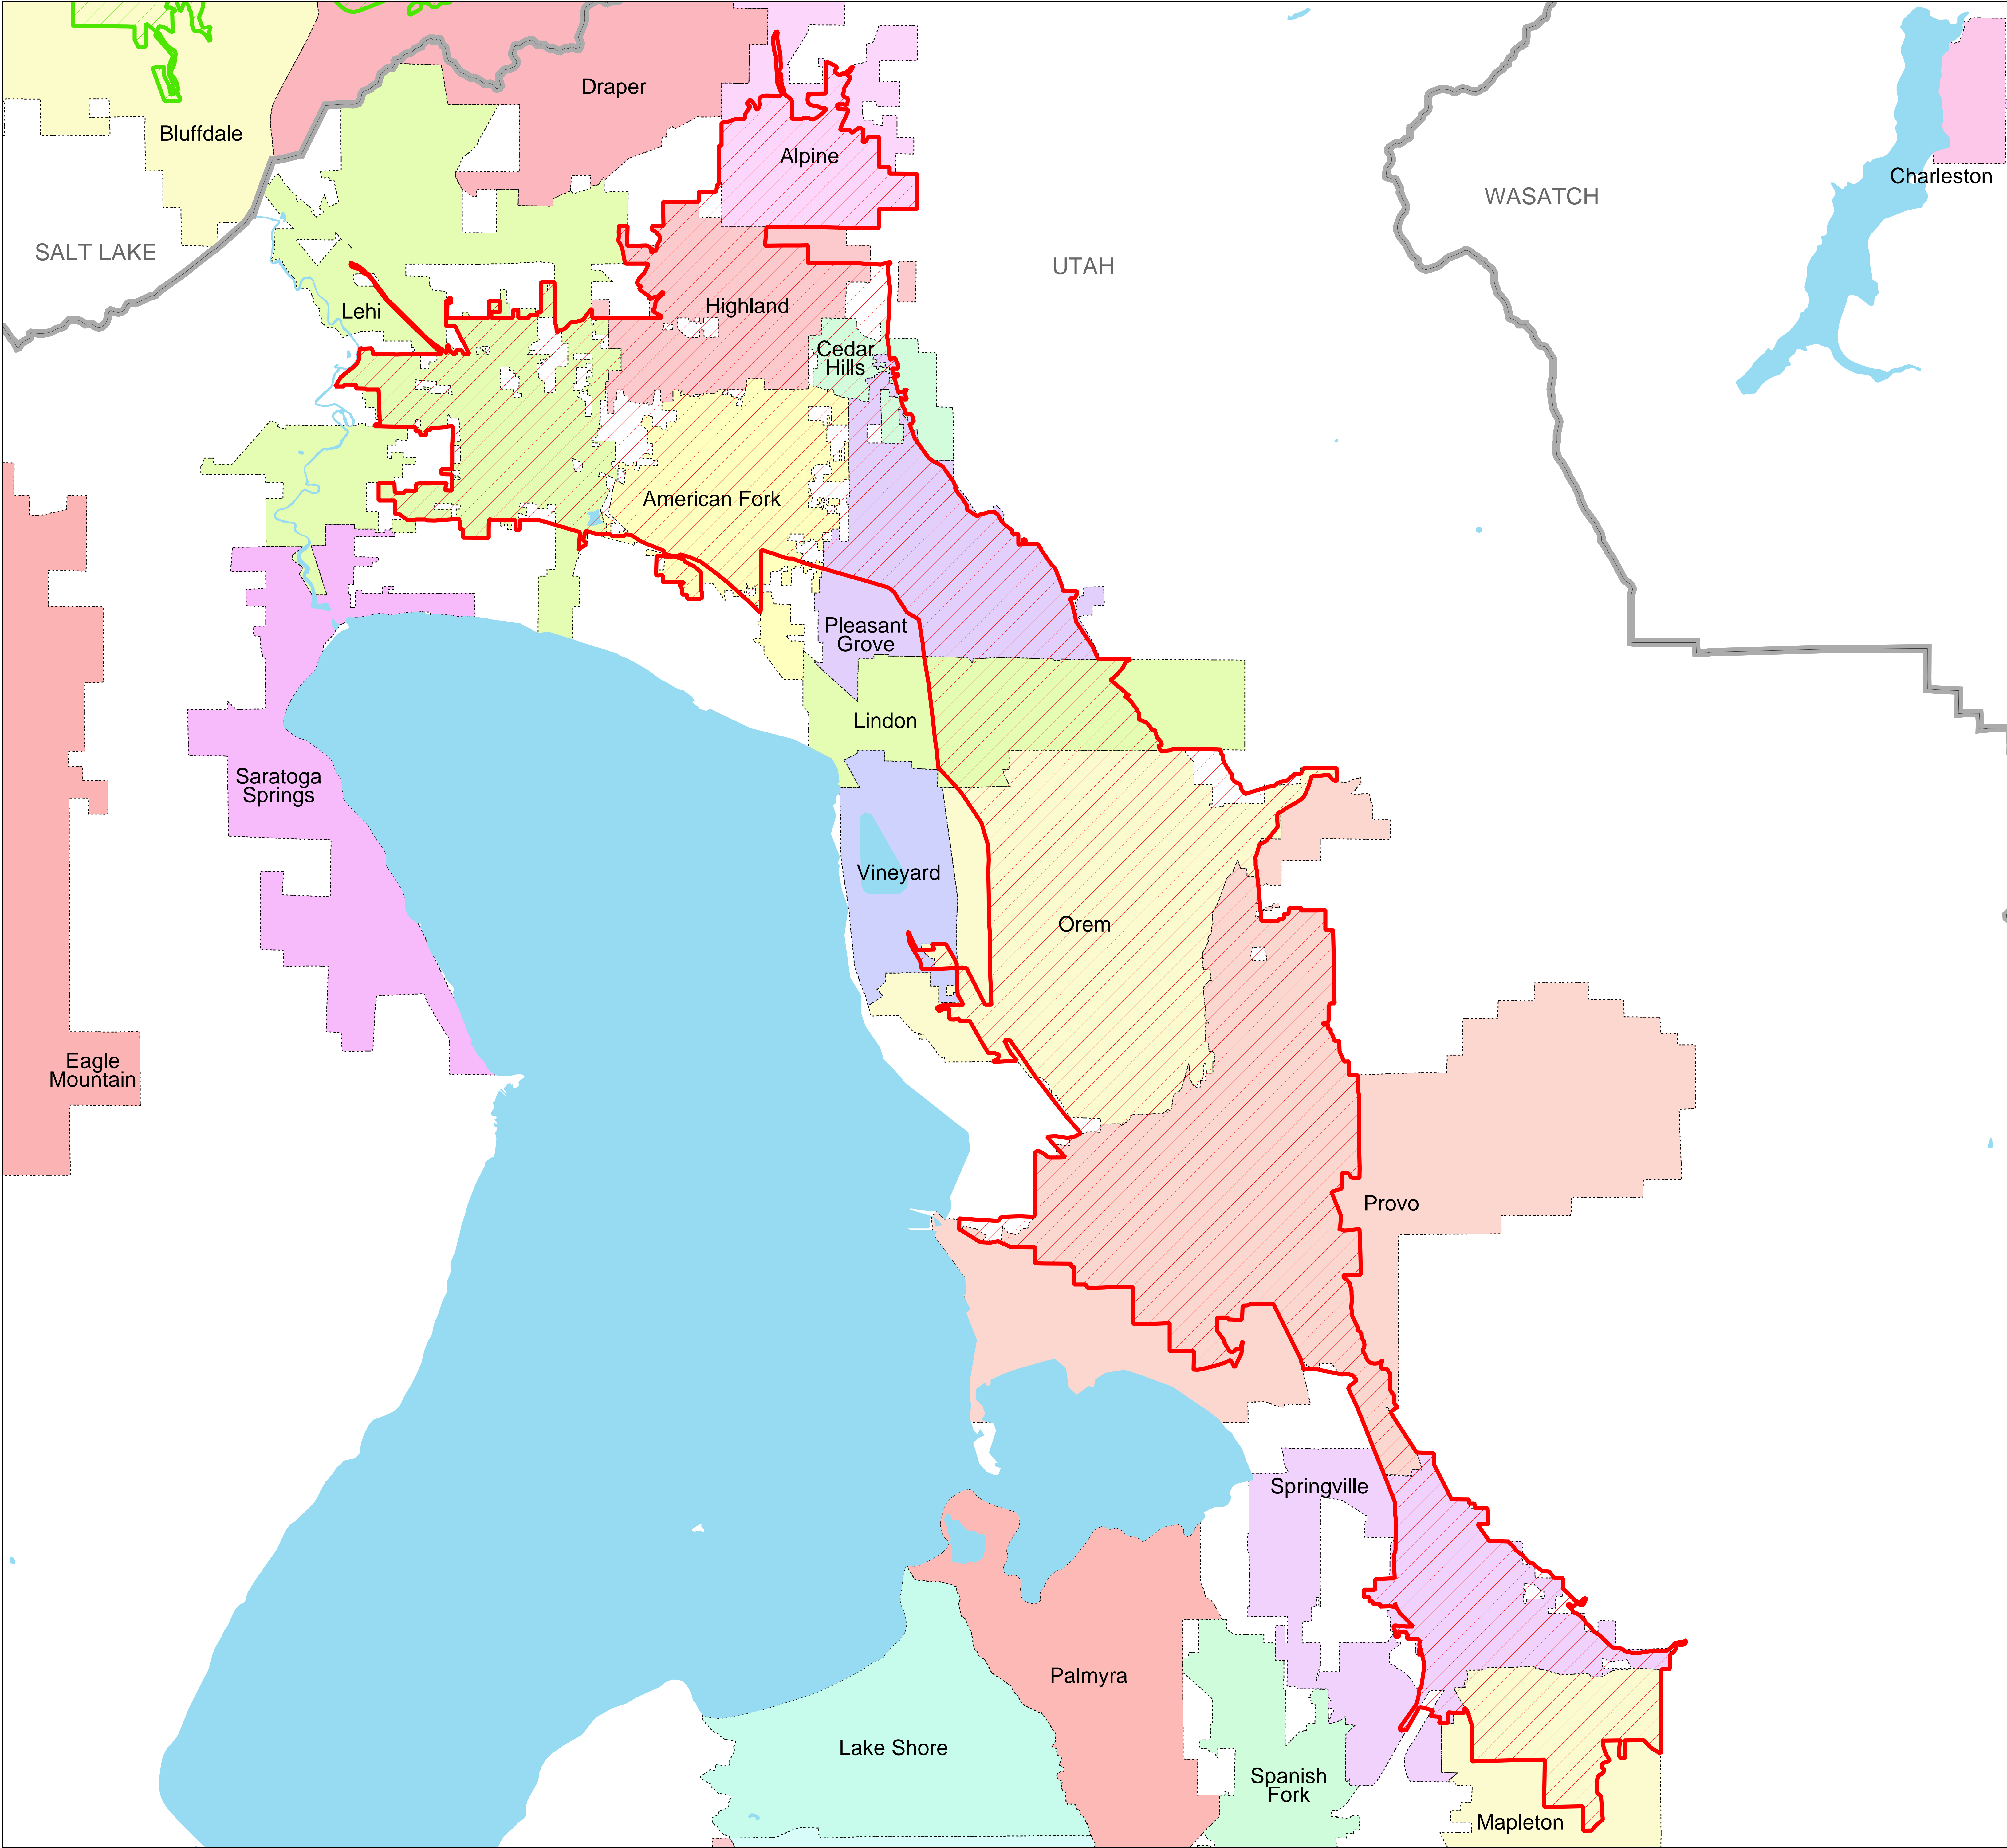 Draper
Bluffdale
Alpine
Charleston
WASATCH
SALT LAKE
UTAH
Highland
Lehi
Cedar
Hills
American Fork
Pleasant
Grove
Lindon
Saratoga
Springs
Vineyard
Orem
Eagle
Mountain
Provo
Springville
Palmyra
Lake Shore
Spanish
Fork
Mapleton